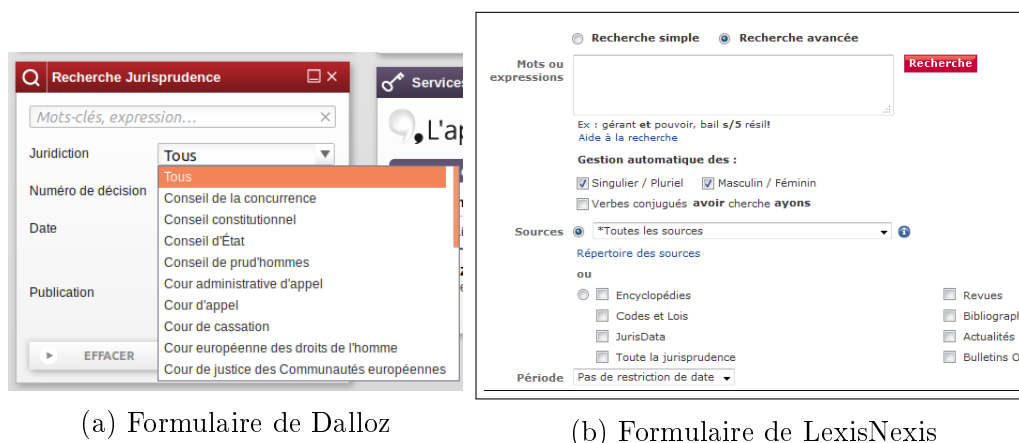 Recherche Jurisprudence
Mots-clés, expression...
Juridiction
Tous
Numéro de décision
Date
Publication
EFFACER
Tous
Conseil de la concurrence
Conseil constitutionnel
Conseil d'État
Conseil de prud'hommes
Cour administrative d'appel
Cour d'appel
Cour de cassation
Cour européenne des droits de l'homme
Cour de justice des Communautés européennes
Services
(a) Formulaire de Dalloz
Recherche simple Recherche avancée
Mots ou
expressions
Recherche
Ex : gérant et pouvoir, bail s/5 résil!
Aide à la recherche
Gestion automatique des :
Singulier / Pluriel Masculin / Féminin
Verbes conjugués avoir cherche ayons
Sources *Toutes les sources
Répertoire des sources
ou
Encyclopédies Revues
Codes et Lois Bibliograph
JurisData Actualités
Toute la jurisprudence Bulletins O
Période Pas de restriction de date
(b) Formulaire de LexisNexis